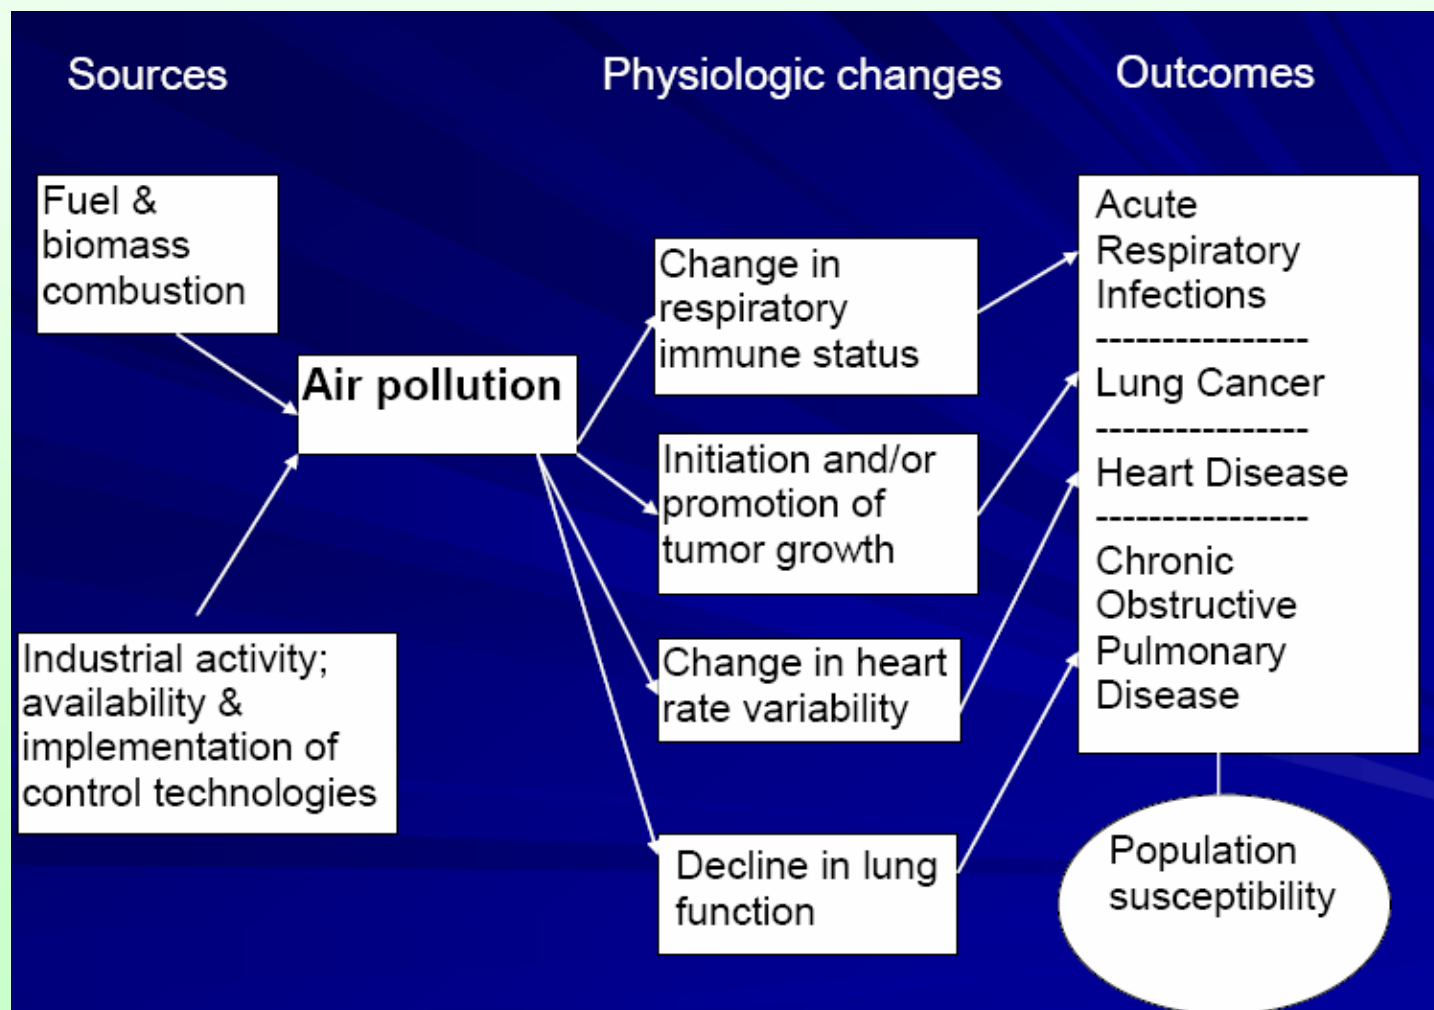 Sources
Physiologic changes
Outcomes
Fuel &
biomass
combustion
Air pollution
Industrial activity;
availability &
implementation of
control technologies
Change in
respiratory
immune status
Initiation and/or
promotion of
tumor growth
Change in heart
rate variability
Decline in lung
function
Acute
Respiratory
Infections
----------------
Lung Cancer
----------------
Heart Disease
----------------
Chronic
Obstructive
Pulmonary
Disease
Population
susceptibility